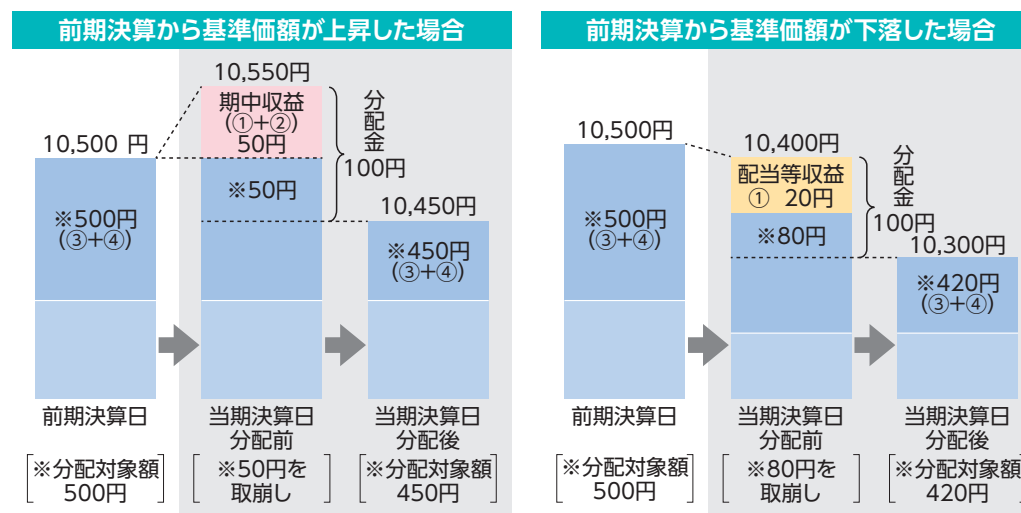 前期決算から基準価額が上昇した場合
10,550円
期中収益
(①+②)
50円
分配金
100円
10,500 円
※500円
(③+④)
※50円
10,450円
※450円
(③+④)
前期決算日
当期決算日
分配前
当期決算日
分配後
※分配対象額
500円
※50円を
取崩し
※分配対象額
450円
前期決算から基準価額が下落した場合
10,500円
10,400円
配当等収益
① 20円
分配金
100円
※500円
(③+④)
※80円
10,300円
※420円
(③+④)
前期決算日
当期決算日
分配前
当期決算日
分配後
※分配対象額
500円
※80円を
取崩し
※分配対象額
420円